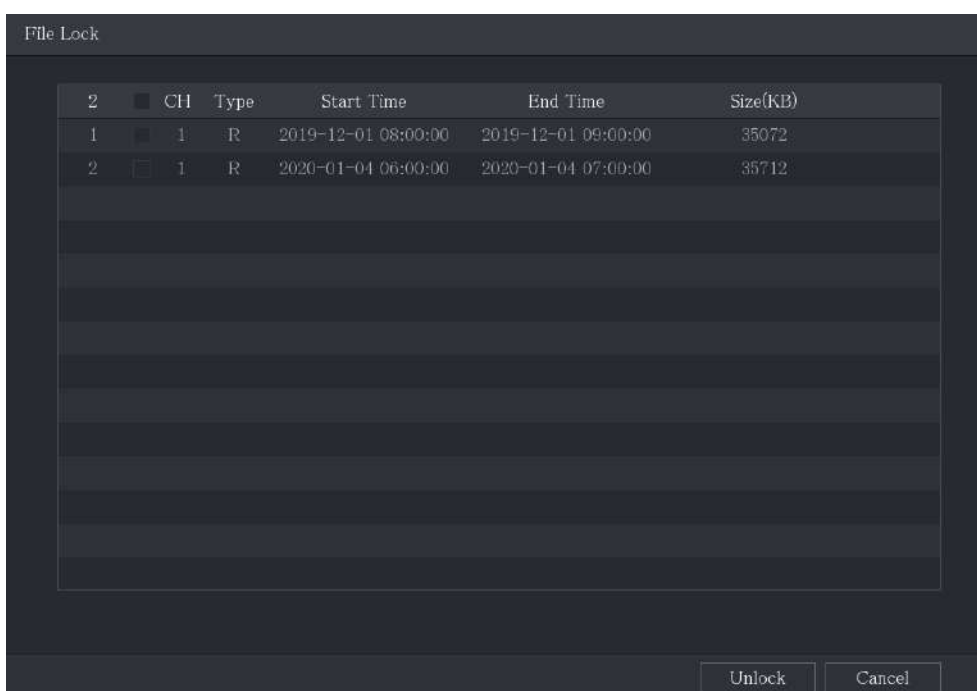 File Lock
2 CH Type Start Time End Time Size(KB)
1 1 R 2019-12-01 08:00:00 2019-12-01 09:00:00 35072
2 1 R 2020-01-04 06:00:00 2020-01-04 07:00:00 35712
Unlock Cancel